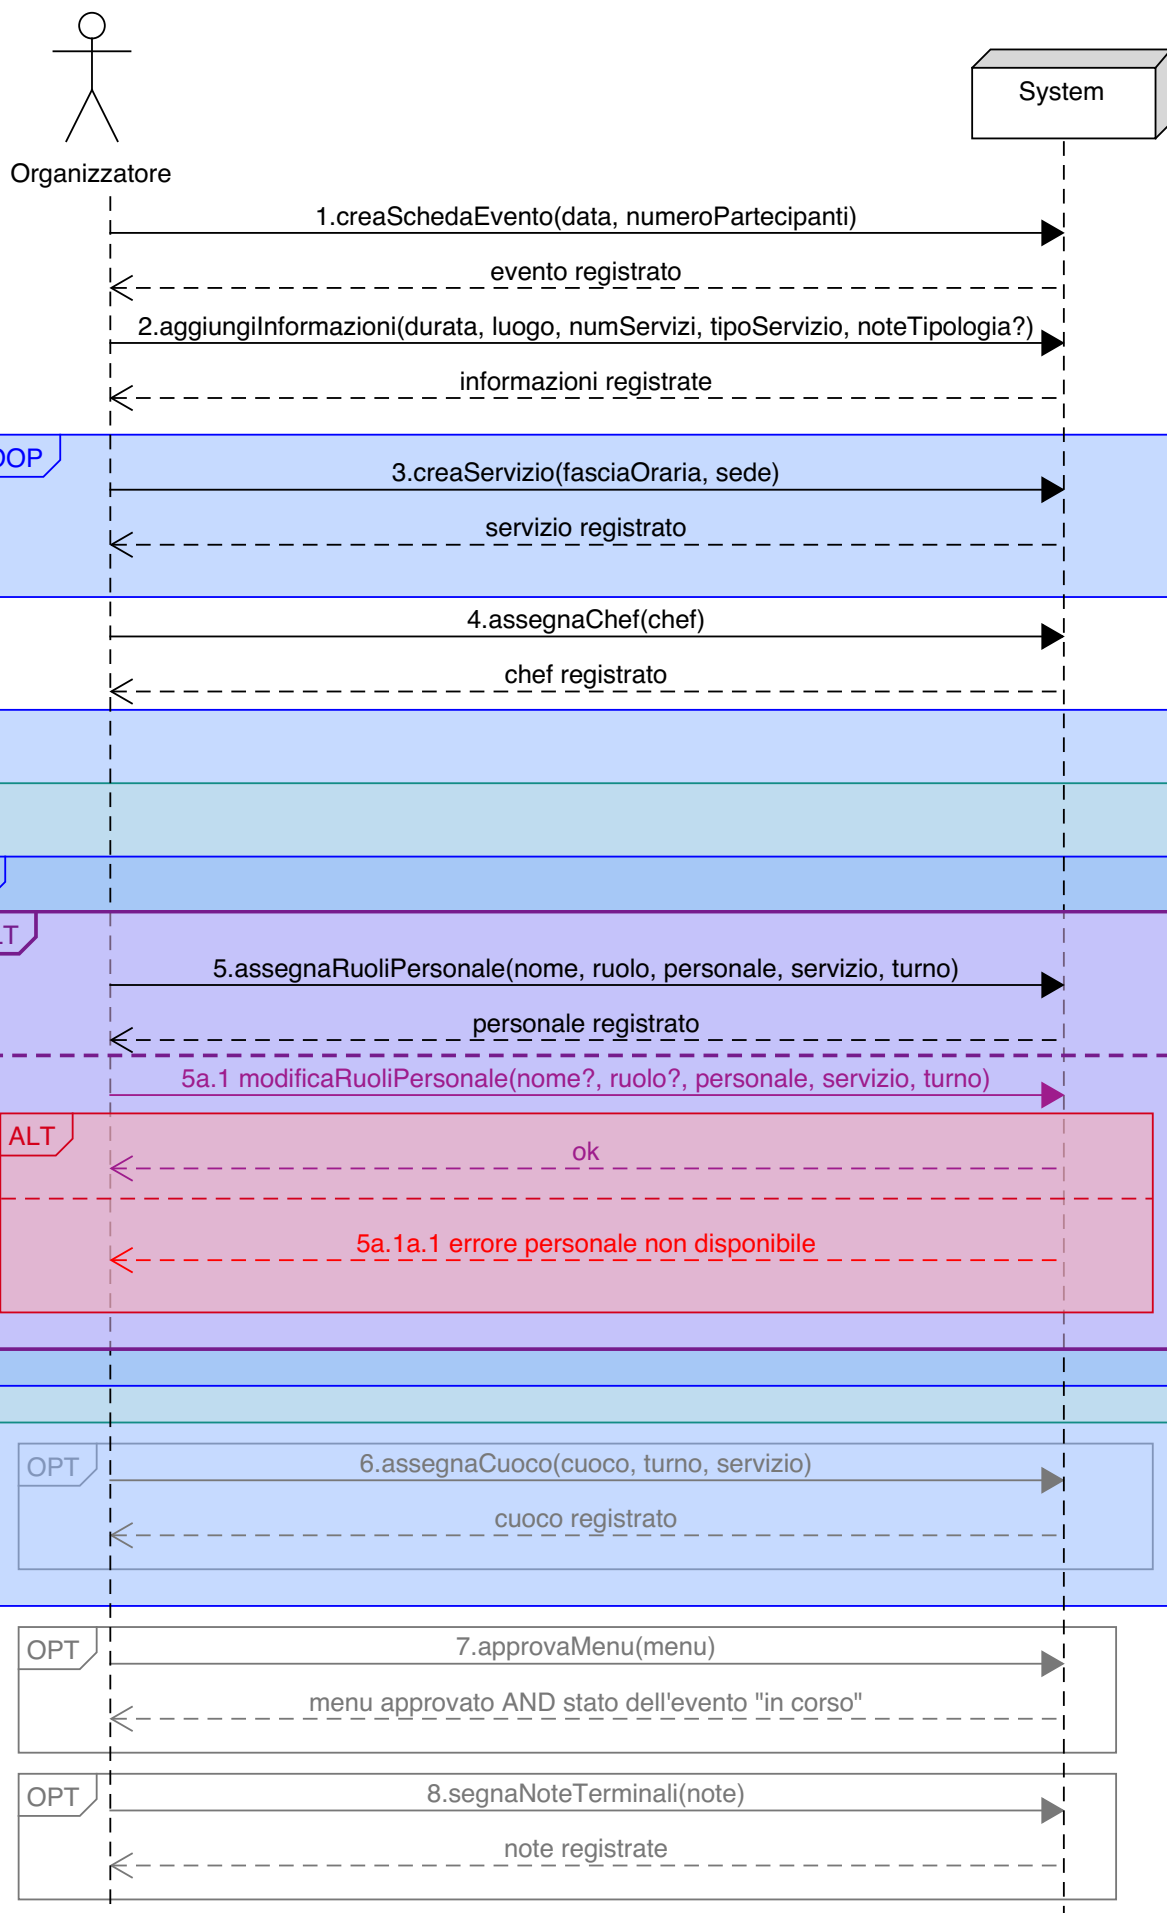 System
Organizzatore
1.creaSchedaEvento(data, numeroPartecipanti)
evento registrato
2.aggiungiInformazioni(durata, luogo, numServizi, tipoServizio, noteTipologia?)
informazioni registrate
OOP
3.creaServizio(fasciaOraria, sede)
servizio registrato
4.assegnaChef(chef)
chef registrato
LT
5.assegnaRuoliPersonale(nome, ruolo, personale, servizio, turno)
personale registrato
5a.1 modificaRuoliPersonale(nome?, ruolo?, personale, servizio, turno)
ALT
ok
5a.1a.1 errore personale non disponibile
OPT
6.assegnaCuoco(cuoco, turno, servizio)
cuoco registrato
OPT
7.approvaMenu(menu)
menu approvato AND stato dell'evento "in corso"
OPT
8.segnaNoteTerminali(note)
note registrate